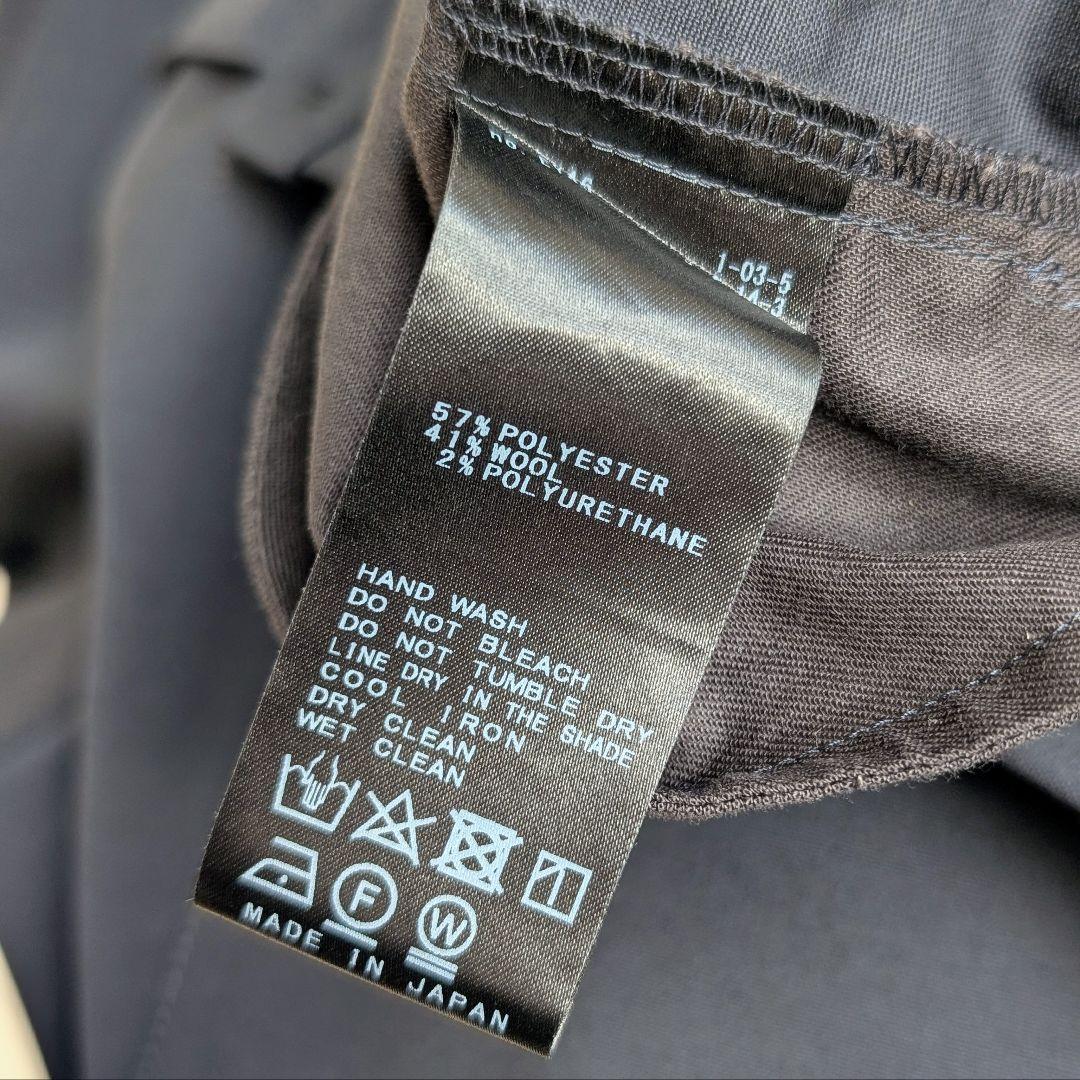 1-03-5
57% POLYESTER
41% WOOL
2% POLYURETHANE
HAND WASH
DO NOT BLEACH
DO NOT TUMBLE DRY
LINE DRY IN THE SHADE
COOL IRON
DRY CLEAN
WET CLEAN
F
W
MADE IN JAPAN